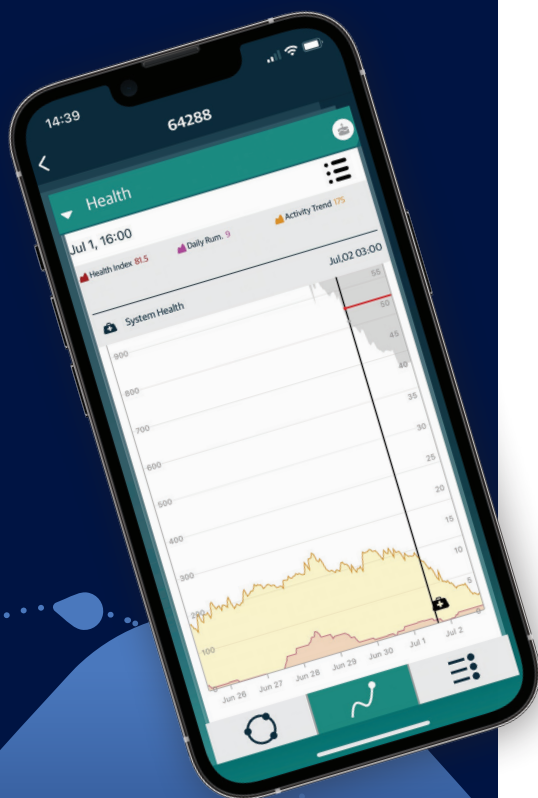 14:39
64288
Health
Jul 1, 16:00
Health Index 81.5
Daily Rum. 9
Activity Trend 175
System Health
Jul,02 03:00
900
800
700
600
500
400
300
200
100
0
55
50
45
40
35
30
25
20
15
10
5
0
Jun 26
Jun 27
Jun 28
Jun 29
Jun 30
Jul 1
Jul 2